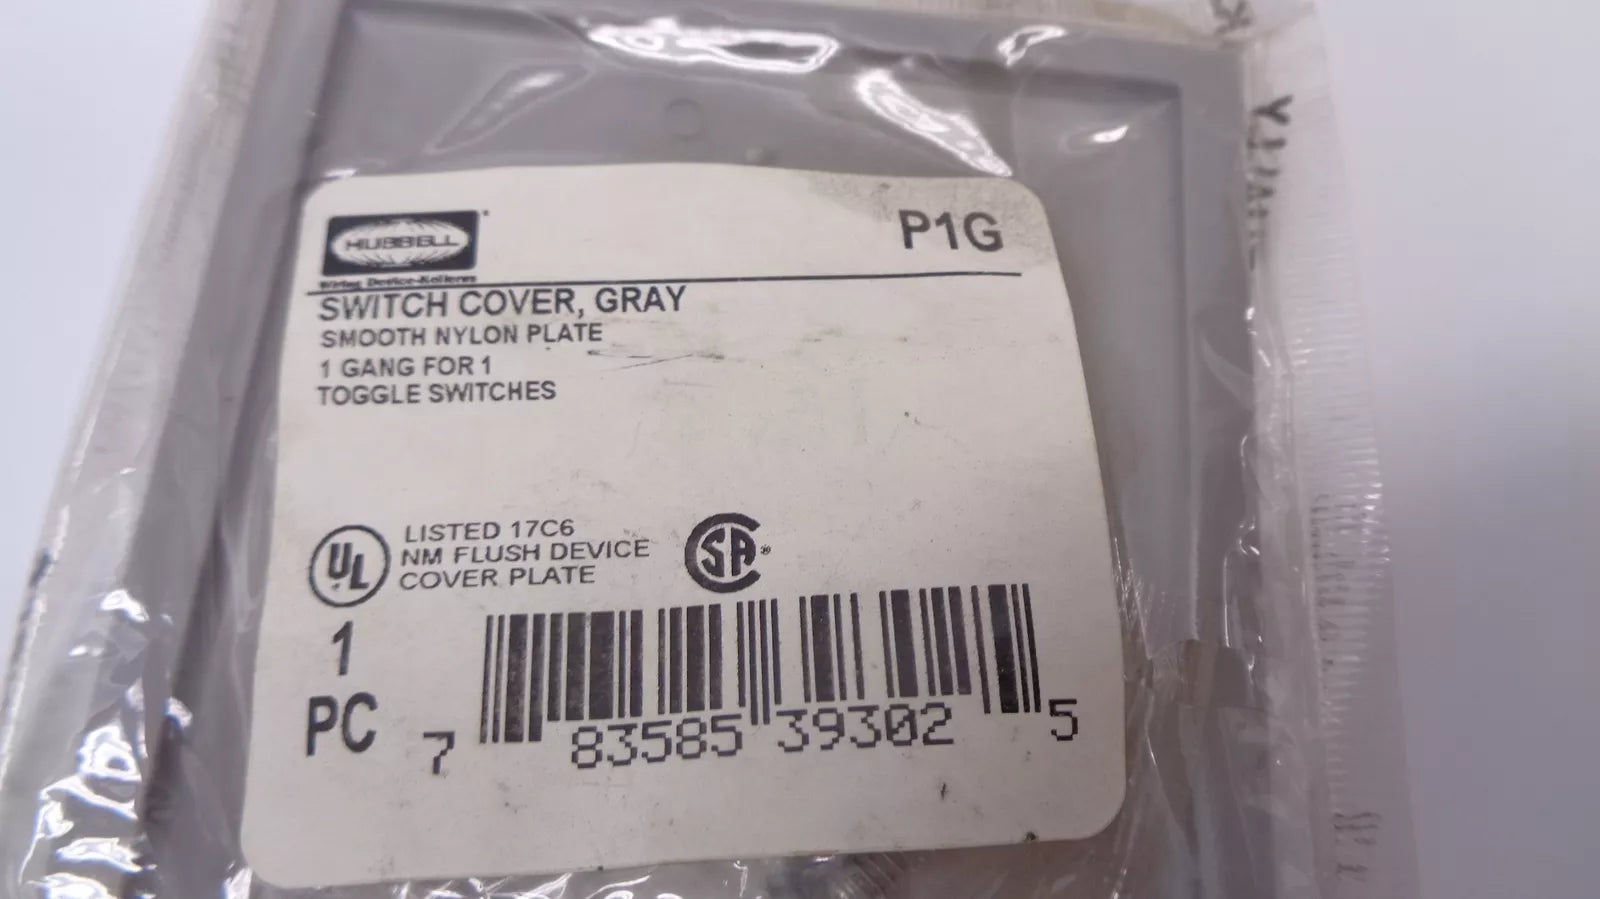 HUBBELL
Wiring Device-Kellems
P1G
SWITCH COVER, GRAY
SMOOTH NYLON PLATE
1 GANG FOR 1
TOGGLE SWITCHES
UL
LISTED 17C6
NM FLUSH DEVICE
COVER PLATE
SA®
1
PC
7 83585 39302 5